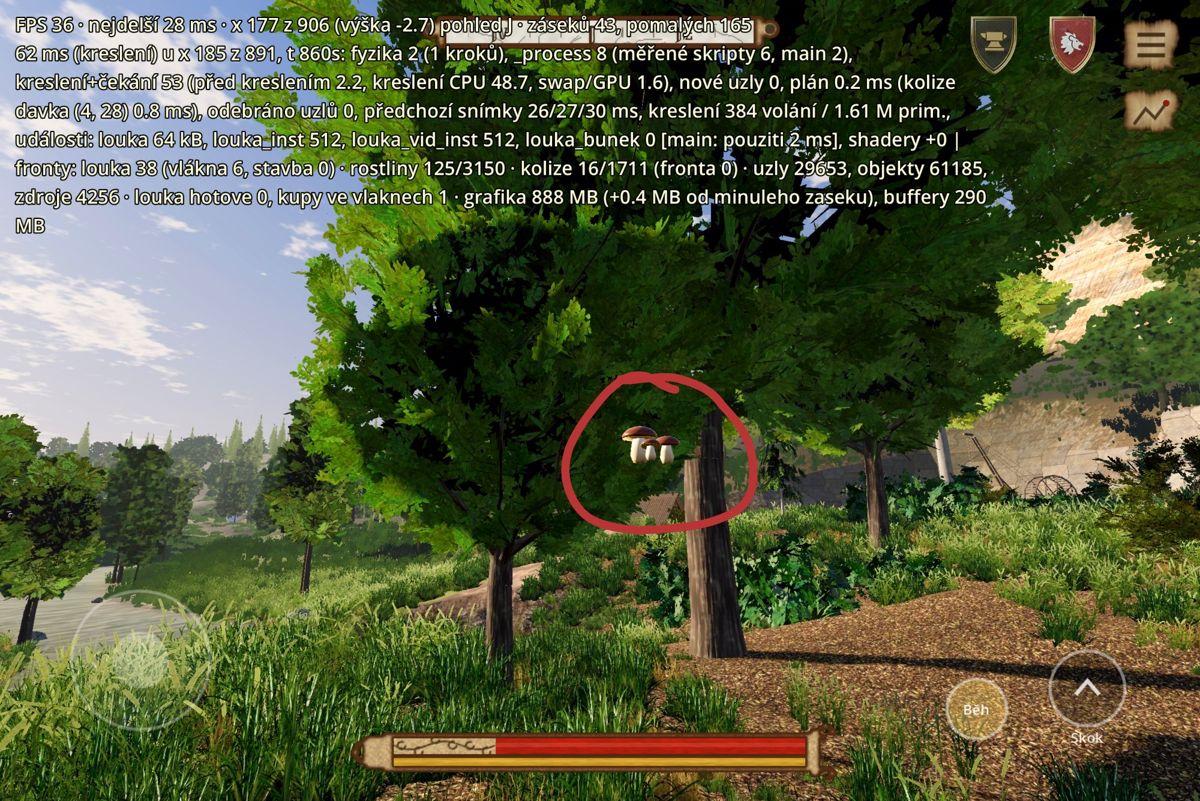 FPS 36 · nejdelší 28 ms · x 177 z 906 (výška -2.7) pohled J · záseků 43, pomalých 165
62 ms (kreslení) u x 185 z 891, t 860s: fyzika 2 (1 kroků), _process 8 (měřené skripty 6, main 2),
kreslení+čekání 53 (před kreslením 2.2, kreslení CPU 48.7, swap/GPU 1.6), nové uzly 0, plán 0.2 ms (kolize
davka (4, 28) 0.8 ms), odebráno uzlů 0, předchozí snímky 26/27/30 ms, kreslení 384 volání / 1.61 M prim.,
události: louka 64 kB, louka_inst 512, louka_vid_inst 512, louka_bunek 0 [main: pouziti 2 ms], shadery +0 |
fronty: louka 38 (vlákna 6, stavba 0) · rostliny 125/3150 · kolize 16/1711 (fronta 0) · uzly 29653, objekty 61185,
zdroje 4256 · louka hotove 0, kupy ve vlaknech 1 · grafika 888 MB (+0.4 MB od minuleho zaseku), buffery 290
MB
Běh
Skok